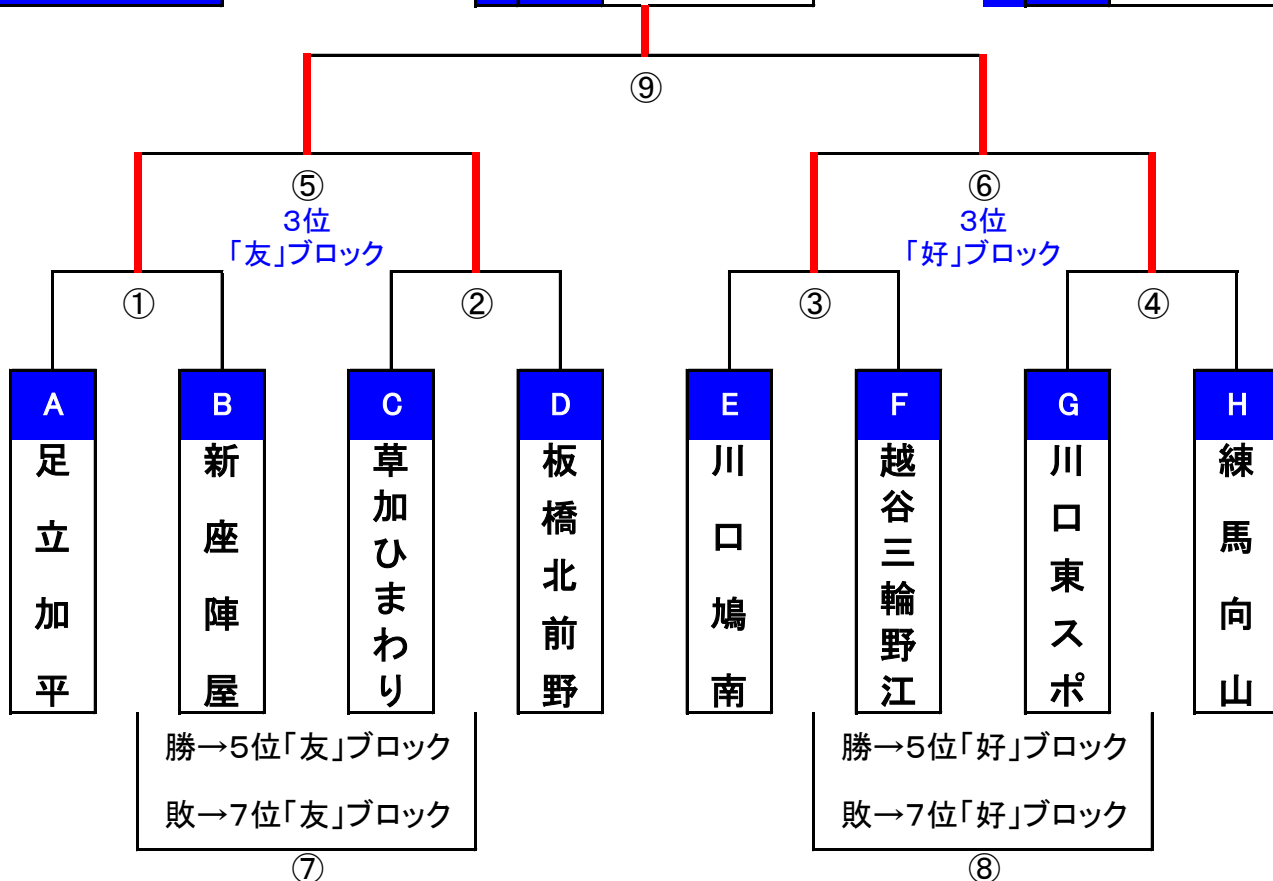 ⑨
⑤
3位
「友」ブロック
⑥
3位
「好」ブロック
①
②
③
④
A
B
C
D
E
F
G
H
足立加平
新座陣屋
草加ひまわり
板橋北前野
川口鳩南
越谷三輪野江
川口東スポ
練馬向山
勝→5位「友」ブロック
敗→7位「友」ブロック
⑦
勝→5位「好」ブロック
敗→7位「好」ブロック
⑧